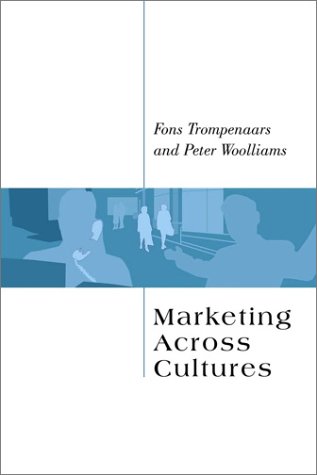 Fons Trompenaars
and Peter Woolliams
Marketing
Across
Cultures